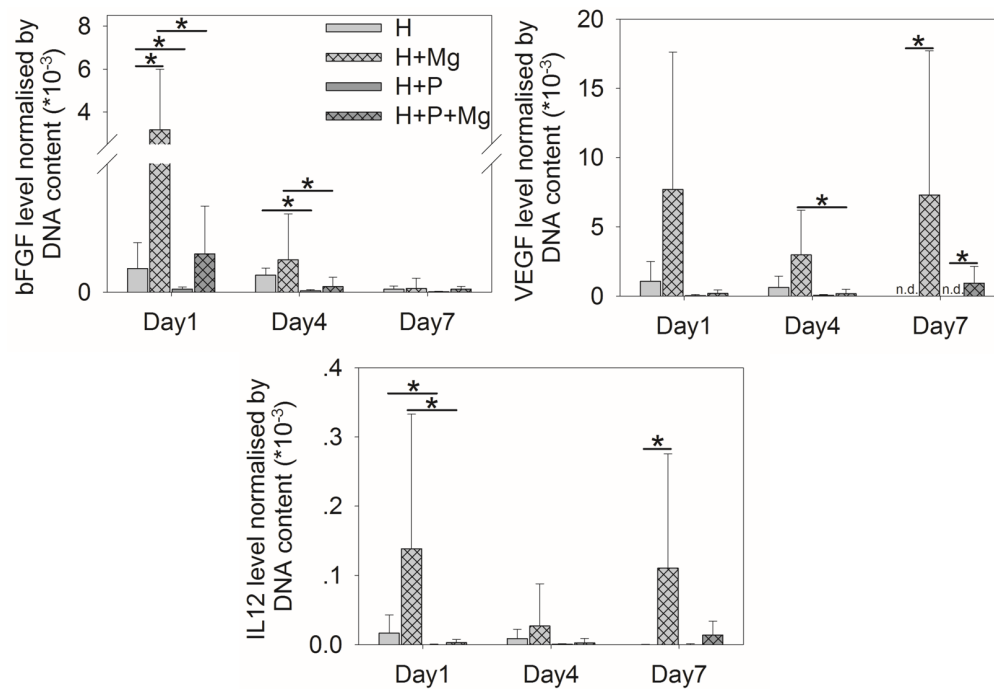 bFGF level normalised by
DNA content (*10-3)
8
6
4
0
*
*
*
*
*
*
H
H+Mg
H+P
H+P+Mg
Day1
Day4
Day7
VEGF level normalised by
DNA content (*10-3)
20
15
10
5
0
*
*
*
n.d.
n.d.
Day1
Day4
Day7
IL12 level normalised by
DNA content (*10-3)
.4
.3
.2
.1
0.0
*
*
*
Day1
Day4
Day7